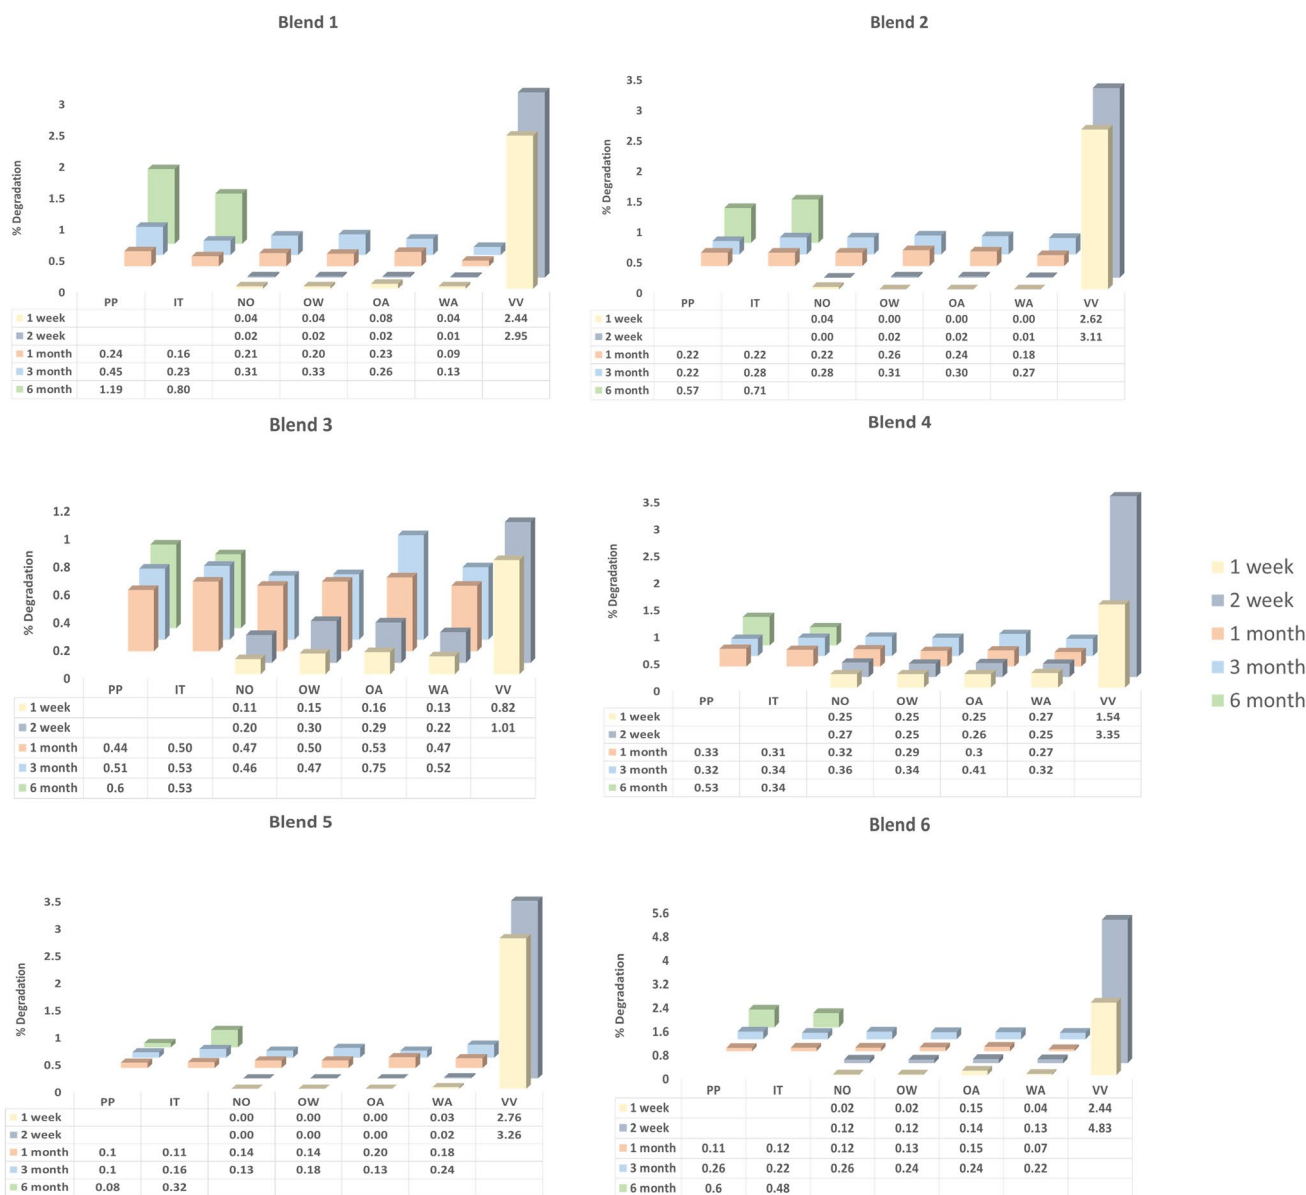 Blend 1
% Degradation
3
2.5
2
1.5
1
0.5
0
PP IT NO OW OA WA VV
1 week 0.04 0.04 0.08 0.04 2.44
2 week 0.02 0.02 0.02 0.01 2.95
1 month 0.24 0.16 0.21 0.20 0.23 0.09
3 month 0.45 0.23 0.31 0.33 0.26 0.13
6 month 1.19 0.80
Blend 2
% Degradation
3.5
3
2.5
2
1.5
1
0.5
0
PP IT NO OW OA WA VV
1 week 0.04 0.00 0.00 0.00 2.62
2 week 0.00 0.02 0.02 0.01 3.11
1 month 0.22 0.22 0.22 0.26 0.24 0.18
3 month 0.22 0.28 0.28 0.31 0.30 0.27
6 month 0.57 0.71
Blend 3
% Degradation
1.2
1
0.8
0.6
0.4
0.2
0
PP IT NO OW OA WA VV
1 week 0.11 0.15 0.16 0.13 0.82
2 week 0.20 0.30 0.29 0.22 1.01
1 month 0.44 0.50 0.47 0.50 0.53 0.47
3 month 0.51 0.53 0.46 0.47 0.75 0.52
6 month 0.6 0.53
Blend 4
% Degradation
3.5
3
2.5
2
1.5
1
0.5
0
PP IT NO OW OA WA VV
1 week 0.25 0.25 0.25 0.27 1.54
2 week 0.27 0.25 0.26 0.25 3.35
1 month 0.33 0.31 0.32 0.29 0.3 0.27
3 month 0.32 0.34 0.36 0.34 0.41 0.32
6 month 0.53 0.34
1 week
2 week
1 month
3 month
6 month
Blend 5
% Degradation
3.5
3
2.5
2
1.5
1
0.5
0
PP IT NO OW OA WA VV
1 week 0.00 0.00 0.00 0.03 2.76
2 week 0.00 0.00 0.00 0.02 3.26
1 month 0.1 0.11 0.14 0.14 0.20 0.18
3 month 0.1 0.16 0.13 0.18 0.13 0.24
6 month 0.08 0.32
Blend 6
% Degradation
5.6
4.8
4
3.2
2.4
1.6
0.8
0
PP IT NO OW OA WA VV
1 week 0.02 0.02 0.15 0.04 2.44
2 week 0.12 0.12 0.14 0.13 4.83
1 month 0.11 0.12 0.12 0.13 0.15 0.07
3 month 0.26 0.22 0.26 0.24 0.24 0.22
6 month 0.6 0.48